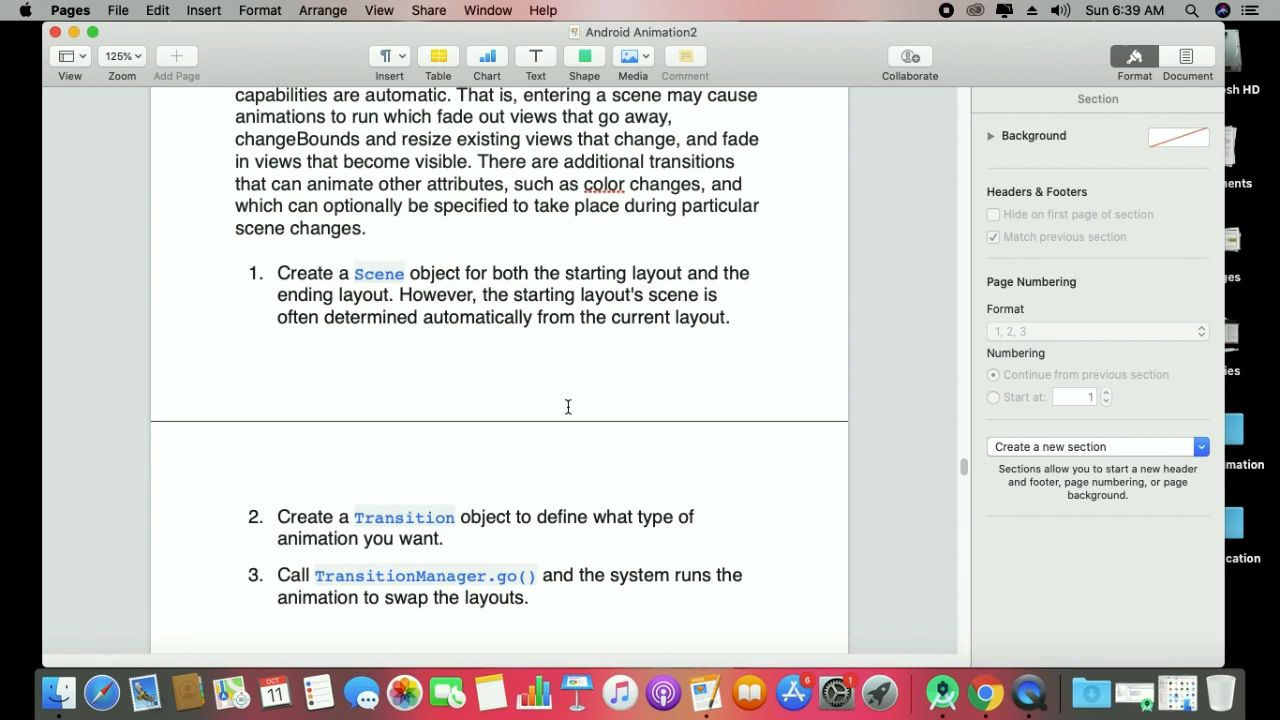 Pages File Edit Insert Format Arrange View Share Window Help Sun 6:39 AM
Android Animation2
125%
View Zoom Add Page Insert Table Chart Text Shape Media Comment Collaborate Format Document
capabilities are automatic. That is, entering a scene may cause
animations to run which fade out views that go away,
changeBounds and resize existing views that change, and fade
in views that become visible. There are additional transitions
that can animate other attributes, such as color changes, and
which can optionally be specified to take place during particular
scene changes.
1. Create a Scene object for both the starting layout and the
ending layout. However, the starting layout's scene is
often determined automatically from the current layout.
2. Create a Transition object to define what type of
animation you want.
3. Call TransitionManager.go() and the system runs the
animation to swap the layouts.
Section
Background
Headers & Footers
Hide on first page of section
Match previous section
Page Numbering
Format
1, 2, 3
Numbering
Continue from previous section
Start at: 1
Create a new section
Sections allow you to start a new header
and footer, page numbering, or page
background.
sh HD
ents
ges
ies
mation
cation
OCT
11
6
1